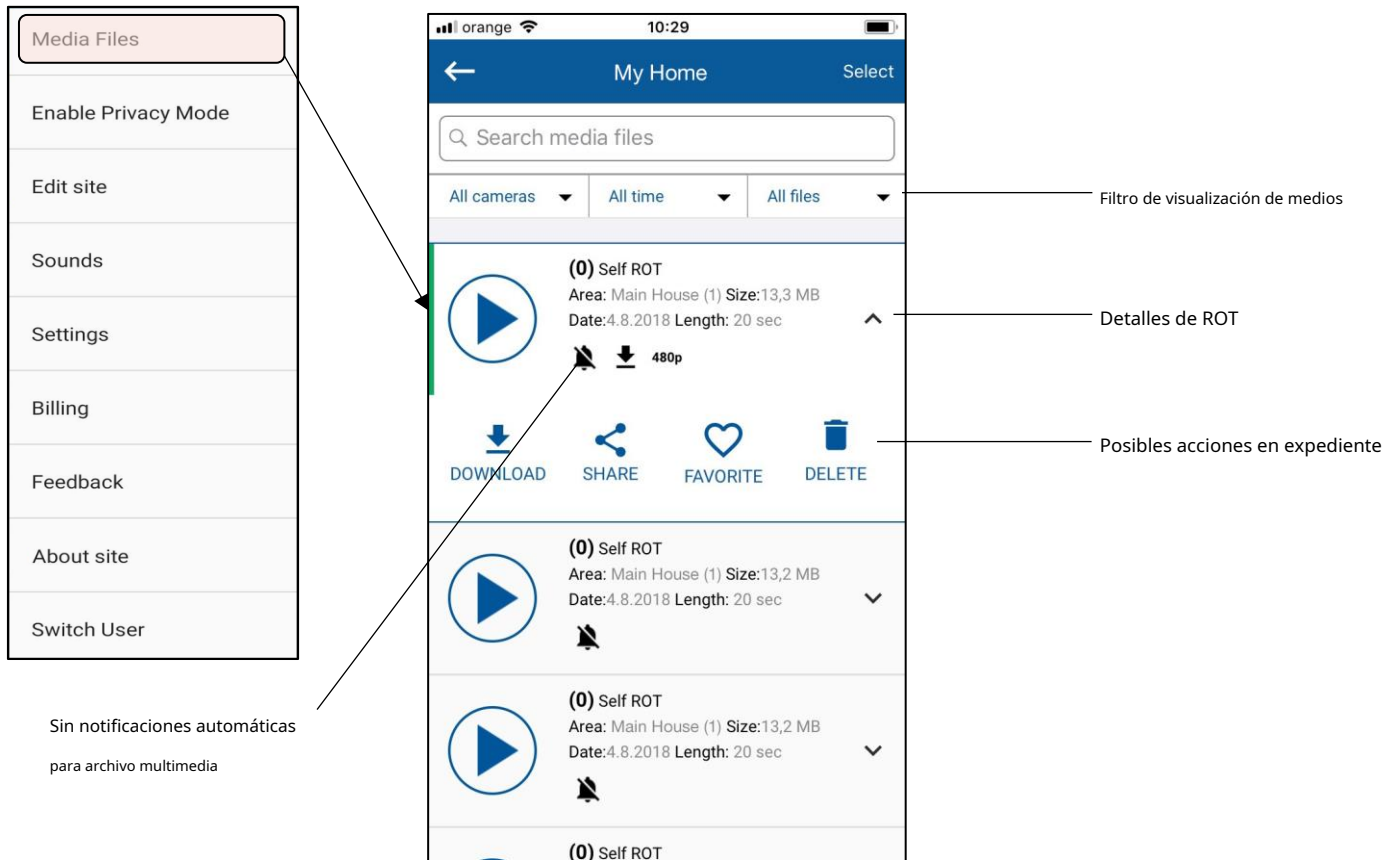 Media Files
Enable Privacy Mode
Edit site
Sounds
Settings
Billing
Feedback
About site
Switch User
Sin notificaciones automáticas
para archivo multimedia
orange 10:29
My Home Select
Search media files
All cameras All time All files
(0) Self ROT
Area: Main House (1) Size:13,3 MB
Date:4.8.2018 Length: 20 sec
480p
DOWNLOAD SHARE FAVORITE DELETE
(0) Self ROT
Area: Main House (1) Size:13,2 MB
Date:4.8.2018 Length: 20 sec
(0) Self ROT
Area: Main House (1) Size:13,2 MB
Date:4.8.2018 Length: 20 sec
(0) Self ROT
Filtro de visualización de medios
Detalles de ROT
Posibles acciones en expediente